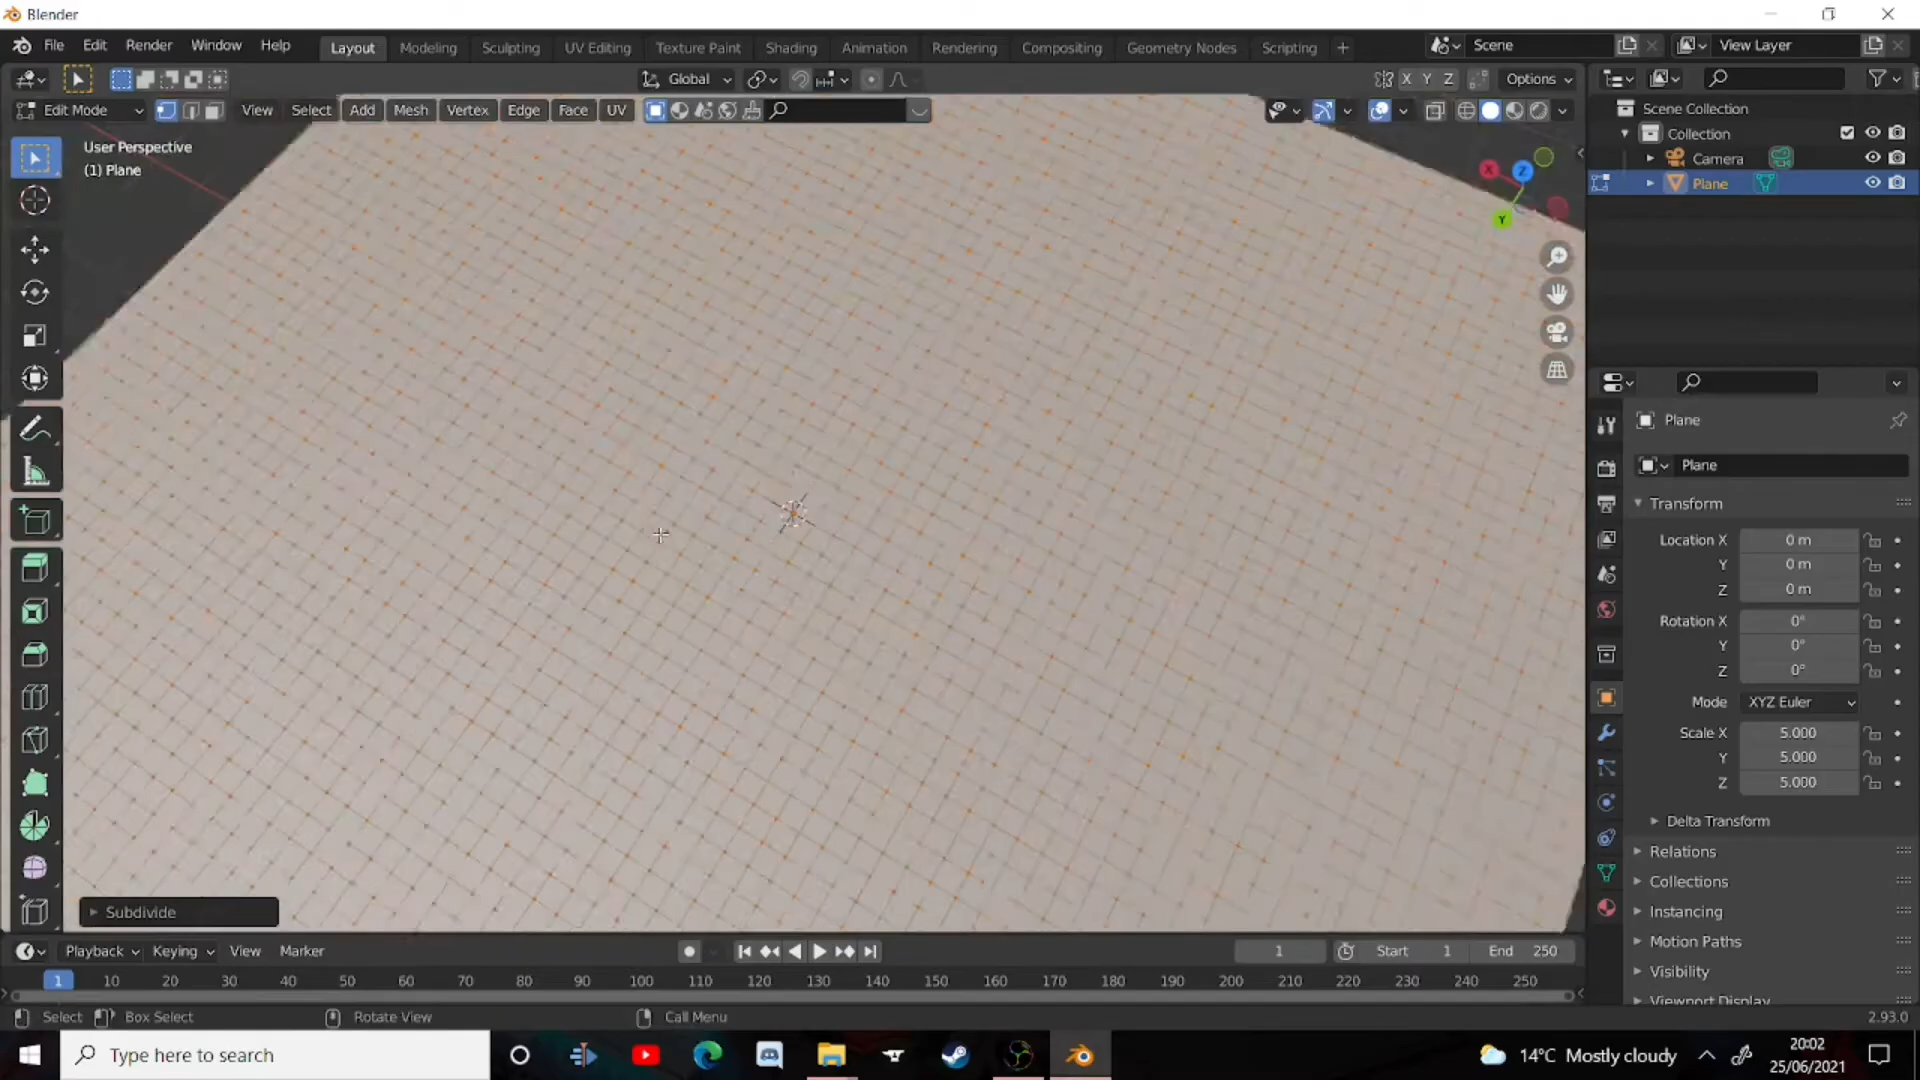 Blender
File Edit Render Window Help Layout Modeling Sculpting UV Editing Texture Paint Shading Animation Rendering Compositing Geometry Nodes Scripting + Scene View Layer
Global X Y Z Options
Edit Mode View Select Add Mesh Vertex Edge Face UV
User Perspective
(1) Plane
X Z Y
Scene Collection
Collection
Camera
Plane
Plane
Plane
Transform
Location X 0 m
Y 0 m
Z 0 m
Rotation X 0°
Y 0°
Z 0°
Mode XYZ Euler
Scale X 5.000
Y 5.000
Z 5.000
Delta Transform
Relations
Collections
Instancing
Motion Paths
Visibility
Viewport Display
Subdivide
Playback Keying View Marker 1 Start 1 End 250
1 10 20 30 40 50 60 70 80 90 100 110 120 130 140 150 160 170 180 190 200 210 220 230 240 250
Select Box Select Rotate View Call Menu 2.93.0
Type here to search 14°C Mostly cloudy 20:02
25/06/2021